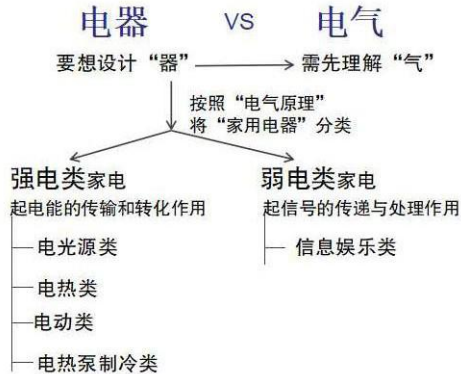 电器 VS 电气
要想设计“器” 需先理解“气”
按照“电气原理”
将“家用电器”分类
强电类家电
起电能的传输和转化作用
电光源类
电热类
电动类
电热泵制冷类
弱电类家电
起信号的传递与处理作用
信息娱乐类